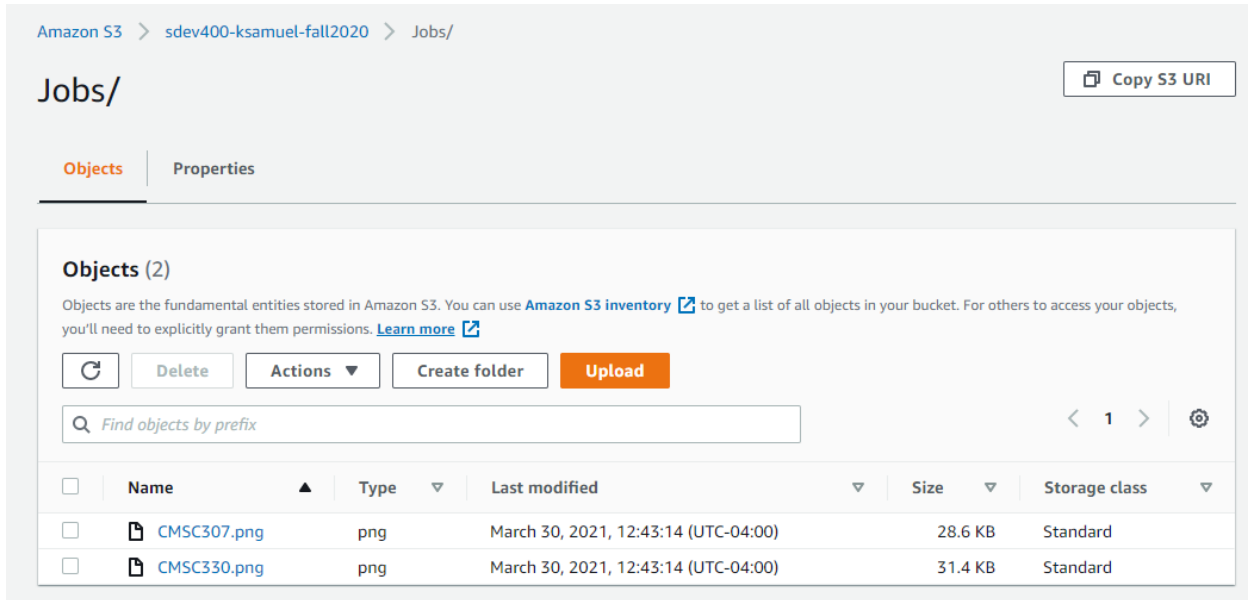 Amazon S3 > sdev400-ksamuel-fall2020 > Jobs/
Jobs/
Copy S3 URI
Objects Properties
Objects (2)
Objects are the fundamental entities stored in Amazon S3. You can use Amazon S3 inventory to get a list of all objects in your bucket. For others to access your objects,
you'll need to explicitly grant them permissions. Learn more
Delete Actions Create folder Upload
Find objects by prefix
1
Name Type Last modified Size Storage class
CMSC307.png png March 30, 2021, 12:43:14 (UTC-04:00) 28.6 KB Standard
CMSC330.png png March 30, 2021, 12:43:14 (UTC-04:00) 31.4 KB Standard